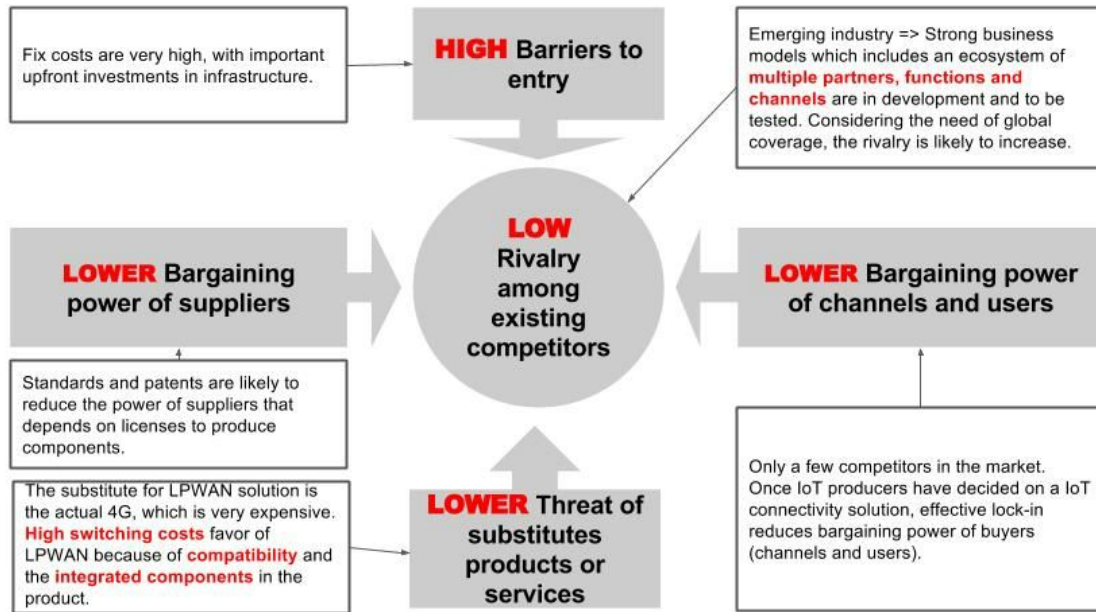 Fix costs are very high, with important
upfront investments in infrastructure.
HIGH Barriers to
entry
Emerging industry => Strong business
models which includes an ecosystem of
multiple partners, functions and
channels are in development and to be
tested. Considering the need of global
coverage, the rivalry is likely to increase.
LOWER Bargaining
power of suppliers
LOW
Rivalry
among
existing
competitors
LOWER Bargaining power
of channels and users
Standards and patents are likely to
reduce the power of suppliers that
depends on licenses to produce
components.
The substitute for LPWAN solution is
the actual 4G, which is very expensive.
High switching costs favor of
LPWAN because of compatibility and
the integrated components in the
product.
LOWER Threat of
substitutes
products or
services
Only a few competitors in the market.
Once IoT producers have decided on a IoT
connectivity solution, effective lock-in
reduces bargaining power of buyers
(channels and users).